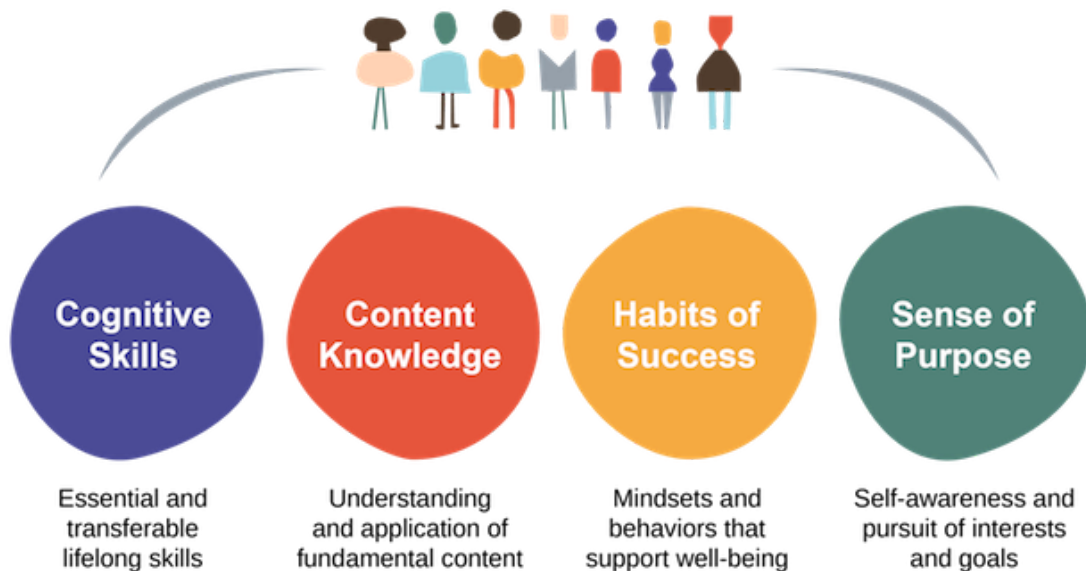 Cognitive
Skills
Content
Knowledge
Habits of
Success
Sense of
Purpose
Essential and
transferable
lifelong skills
Understanding
and application of
fundamental content
Mindsets and
behaviors that
support well-being
Self-awareness and
pursuit of interests
and goals